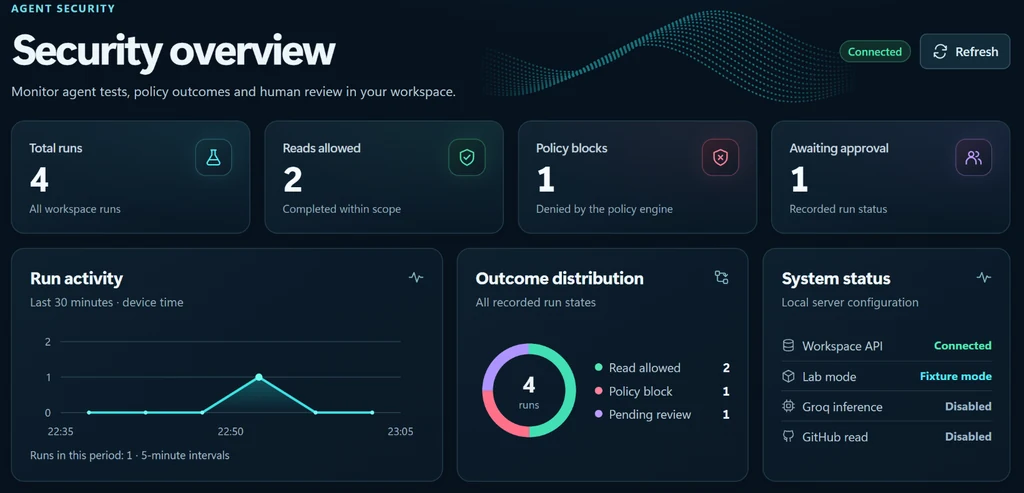 AGENT SECURITY
Security overview
Connected
Refresh
Monitor agent tests, policy outcomes and human review in your workspace.
Total runs
4
All workspace runs
Reads allowed
2
Completed within scope
Policy blocks
1
Denied by the policy engine
Awaiting approval
1
Recorded run status
Run activity
Last 30 minutes · device time
2
1
0
22:35
22:50
23:05
Runs in this period: 1 · 5-minute intervals
Outcome distribution
All recorded run states
4
runs
Read allowed 2
Policy block 1
Pending review 1
System status
Local server configuration
Workspace API Connected
Lab mode Fixture mode
Groq inference Disabled
GitHub read Disabled